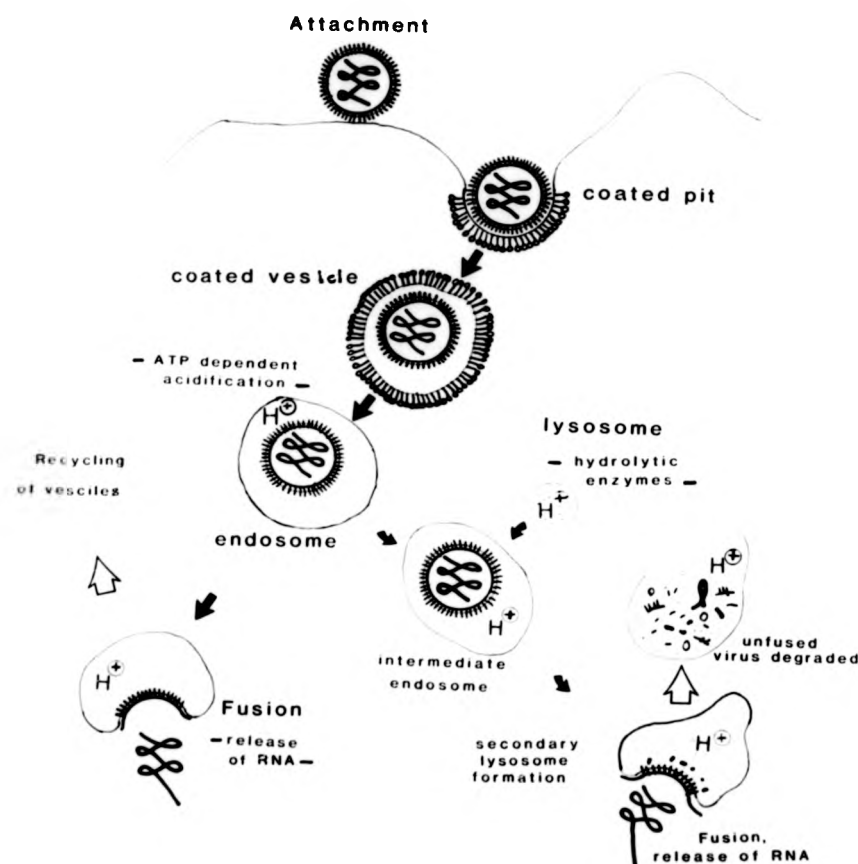 Attachment
coated pit
coated vesicle
– ATP dependent
acidification –
H+
lysosome
– hydrolytic
enzymes –
H+
Recycling
of vesciles
endosome
H+
H+
unfused
virus degraded
intermediate
endosome
H+
Fusion
– release
of RNA –
secondary
lysosome
formation
H+
Fusion,
release of RNA